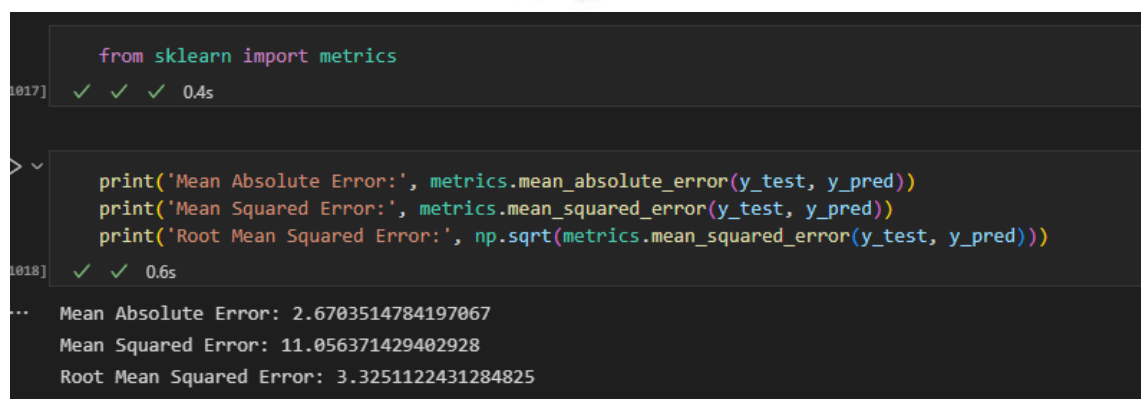 from sklearn import metrics
1017] ✓ ✓ ✓ 0.4s
print('Mean Absolute Error:', metrics.mean_absolute_error(y_test, y_pred))
print('Mean Squared Error:', metrics.mean_squared_error(y_test, y_pred))
print('Root Mean Squared Error:', np.sqrt(metrics.mean_squared_error(y_test, y_pred)))
1018] ✓ ✓ 0.6s
... Mean Absolute Error: 2.6703514784197067
Mean Squared Error: 11.056371429402928
Root Mean Squared Error: 3.3251122431284825